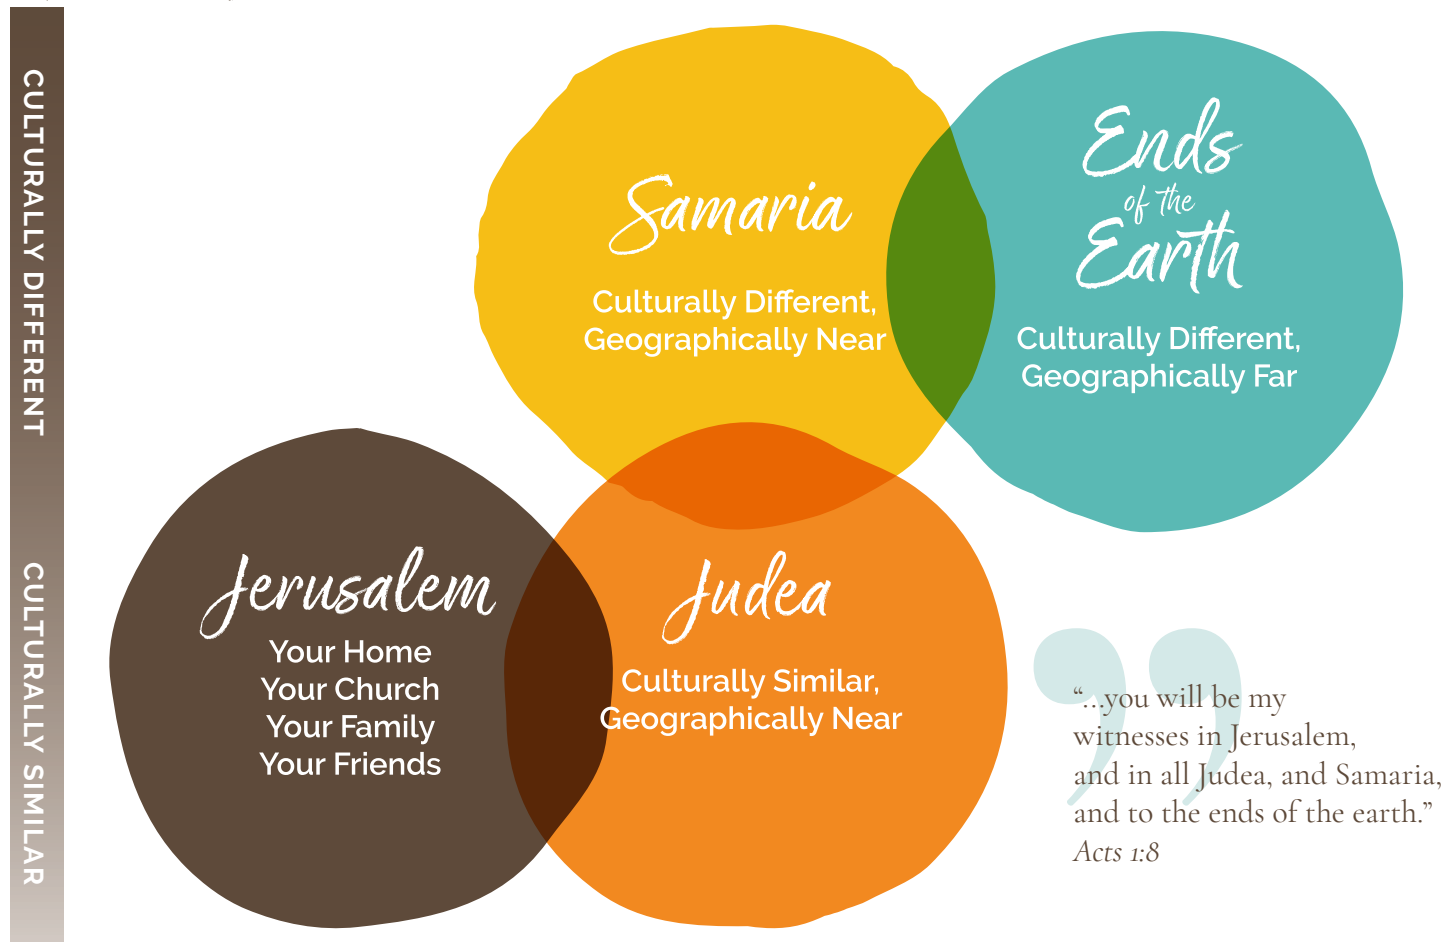 CULTURALLY DIFFERENT
CULTURALLY SIMILAR
Samaria
Culturally Different,
Geographically Near
Ends
of the
Earth
Culturally Different,
Geographically Far
Jerusalem
Your Home
Your Church
Your Family
Your Friends
Judea
Culturally Similar,
Geographically Near
“…you will be my
witnesses in Jerusalem,
and in all Judea, and Samaria,
and to the ends of the earth.”
Acts 1:8